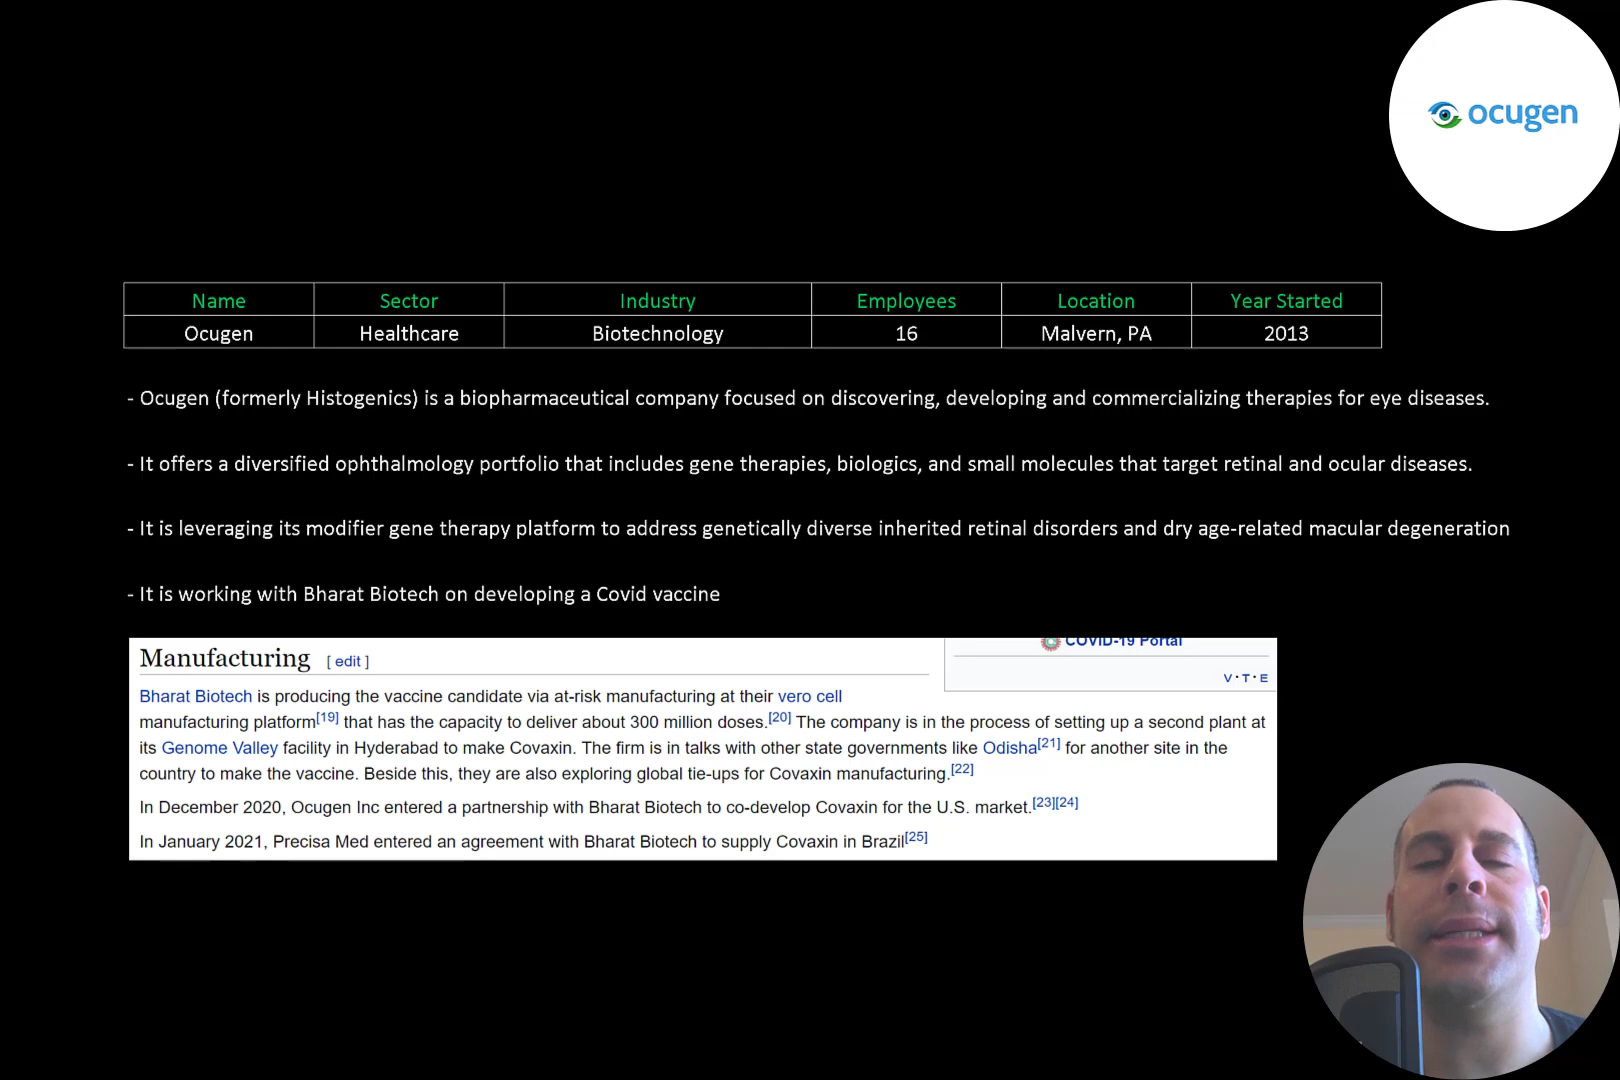 ocugen
Name Sector Industry Employees Location Year Started
Ocugen Healthcare Biotechnology 16 Malvern, PA 2013
- Ocugen (formerly Histogenics) is a biopharmaceutical company focused on discovering, developing and commercializing therapies for eye diseases.
- It offers a diversified ophthalmology portfolio that includes gene therapies, biologics, and small molecules that target retinal and ocular diseases.
- It is leveraging its modifier gene therapy platform to address genetically diverse inherited retinal disorders and dry age-related macular degeneration
- It is working with Bharat Biotech on developing a Covid vaccine
COVID-19 Portal
Manufacturing [ edit ]
V·T·E
Bharat Biotech is producing the vaccine candidate via at-risk manufacturing at their vero cell
manufacturing platform[19] that has the capacity to deliver about 300 million doses.[20] The company is in the process of setting up a second plant at
its Genome Valley facility in Hyderabad to make Covaxin. The firm is in talks with other state governments like Odisha[21] for another site in the
country to make the vaccine. Beside this, they are also exploring global tie-ups for Covaxin manufacturing.[22]
In December 2020, Ocugen Inc entered a partnership with Bharat Biotech to co-develop Covaxin for the U.S. market.[23][24]
In January 2021, Precisa Med entered an agreement with Bharat Biotech to supply Covaxin in Brazil[25]